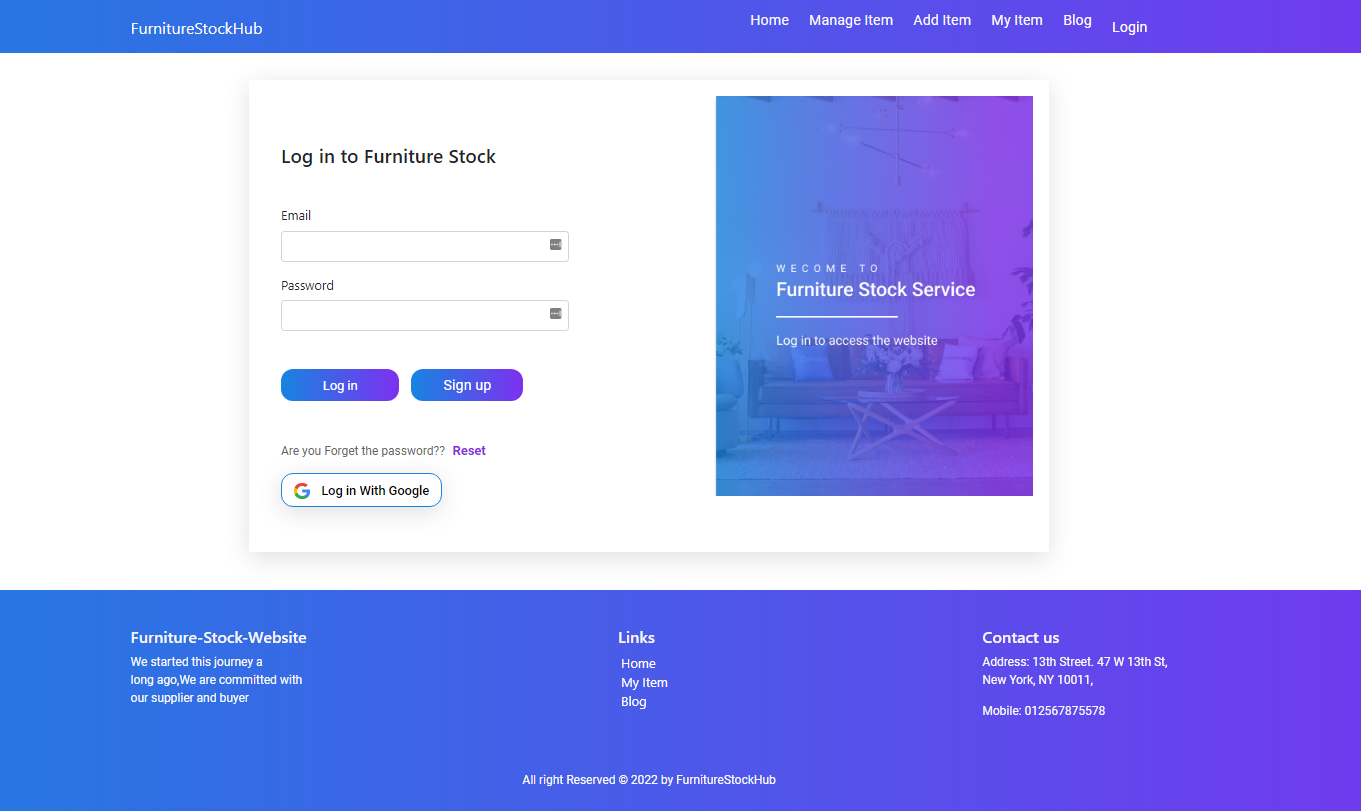 FurnitureStockHub
Home Manage Item Add Item My Item Blog Login
Log in to Furniture Stock
Email
Password
Log in Sign up
Are you Forget the password?? Reset
Log in With Google
WECOME TO
Furniture Stock Service
Log in to access the website
Furniture-Stock-Website
We started this journey a
long ago,We are committed with
our supplier and buyer
Links
Home
My Item
Blog
Contact us
Address: 13th Street. 47 W 13th St,
New York, NY 10011,
Mobile: 012567875578
All right Reserved © 2022 by FurnitureStockHub